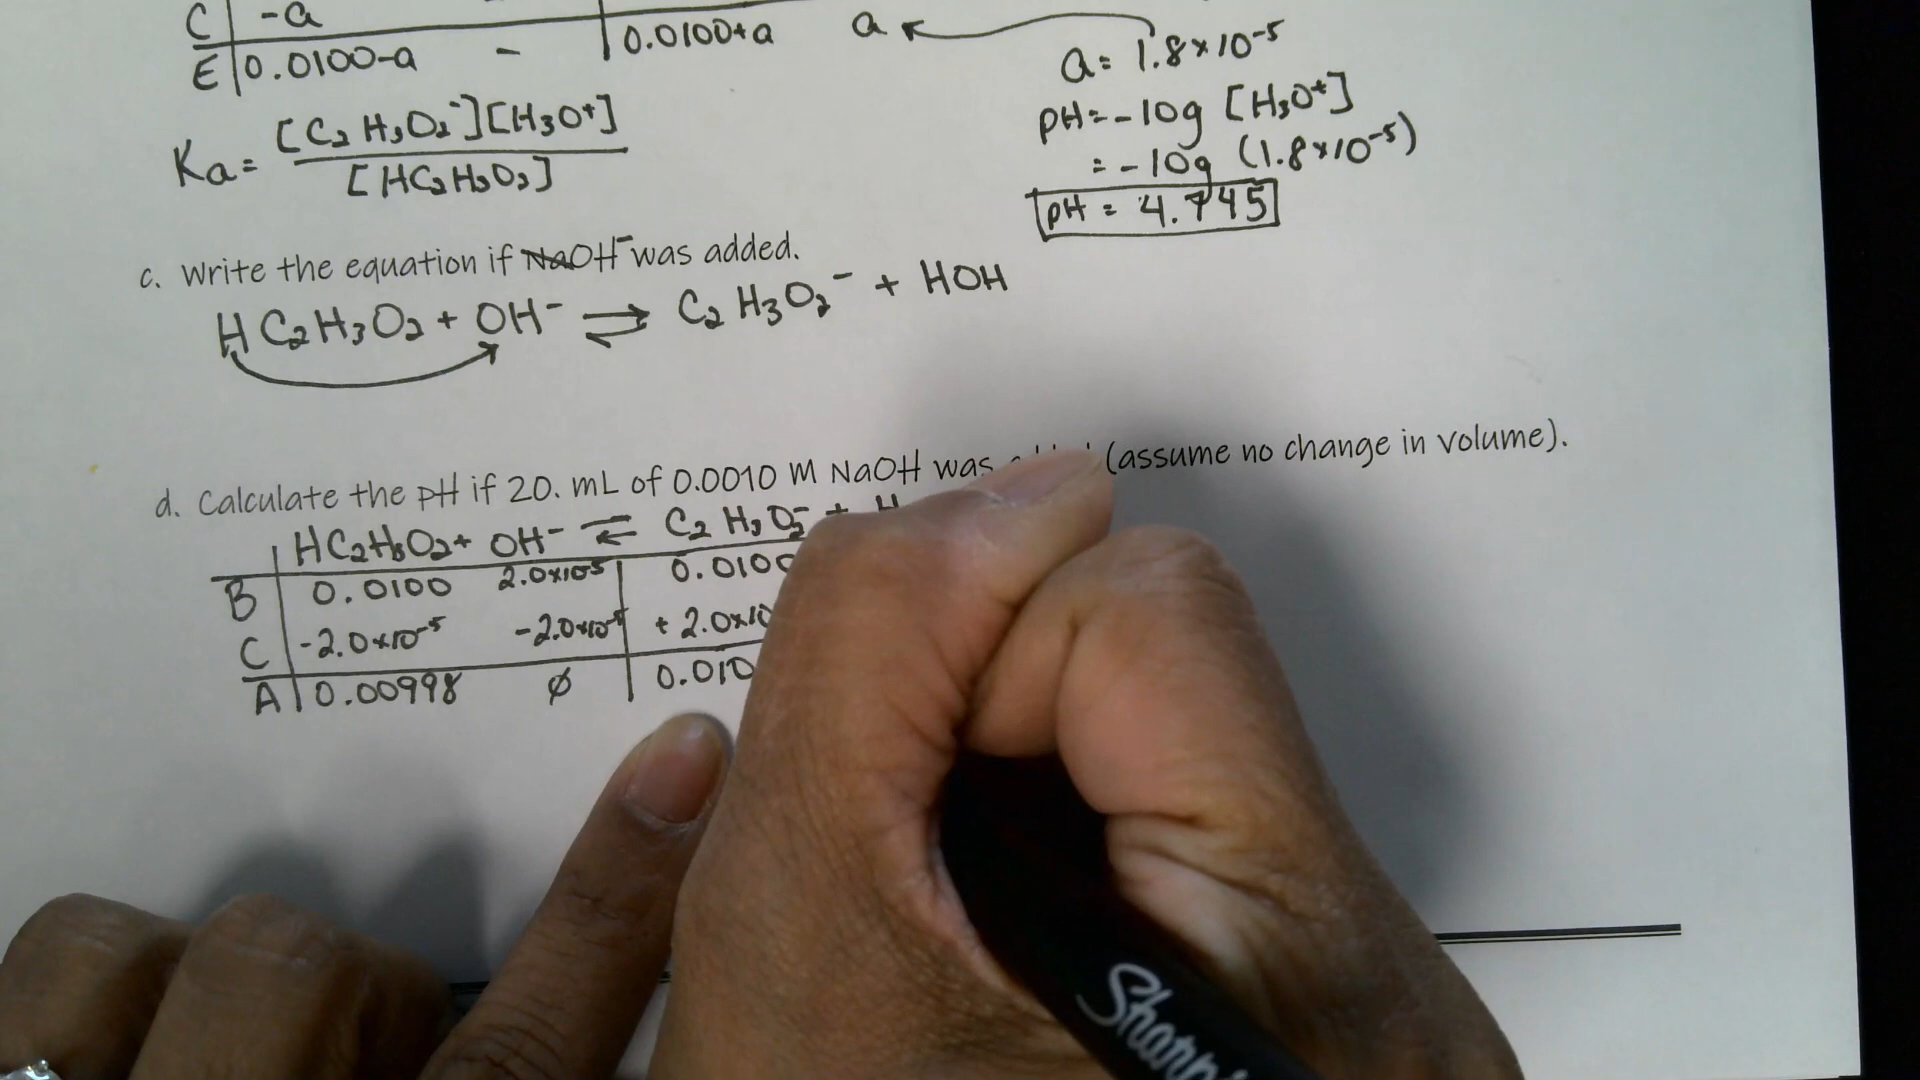 C -a
E 0.0100-a - 0.0100+a a
a = 1.8×10⁻⁵
Ka = [C₂H₃O₂⁻][H₃O⁺]
[HC₂H₃O₂]
pH = -log [H₃O⁺]
= -log (1.8×10⁻⁵)
pH = 4.745
c. Write the equation if NaOH⁻ was added.
HC₂H₃O₂ + OH⁻ ⇌ C₂H₃O₂⁻ + HOH
d. Calculate the pH if 20. mL of 0.0010 M NaOH was (assume no change in volume).
HC₂H₃O₂ + OH⁻ ⇌ C₂H₃O₂⁻ + H
B 0.0100 2.0×10⁻⁵ 0.0100
C -2.0×10⁻⁵ -2.0×10⁻⁵ + 2.0×10
A 0.00998 ∅ 0.010
Sharpi